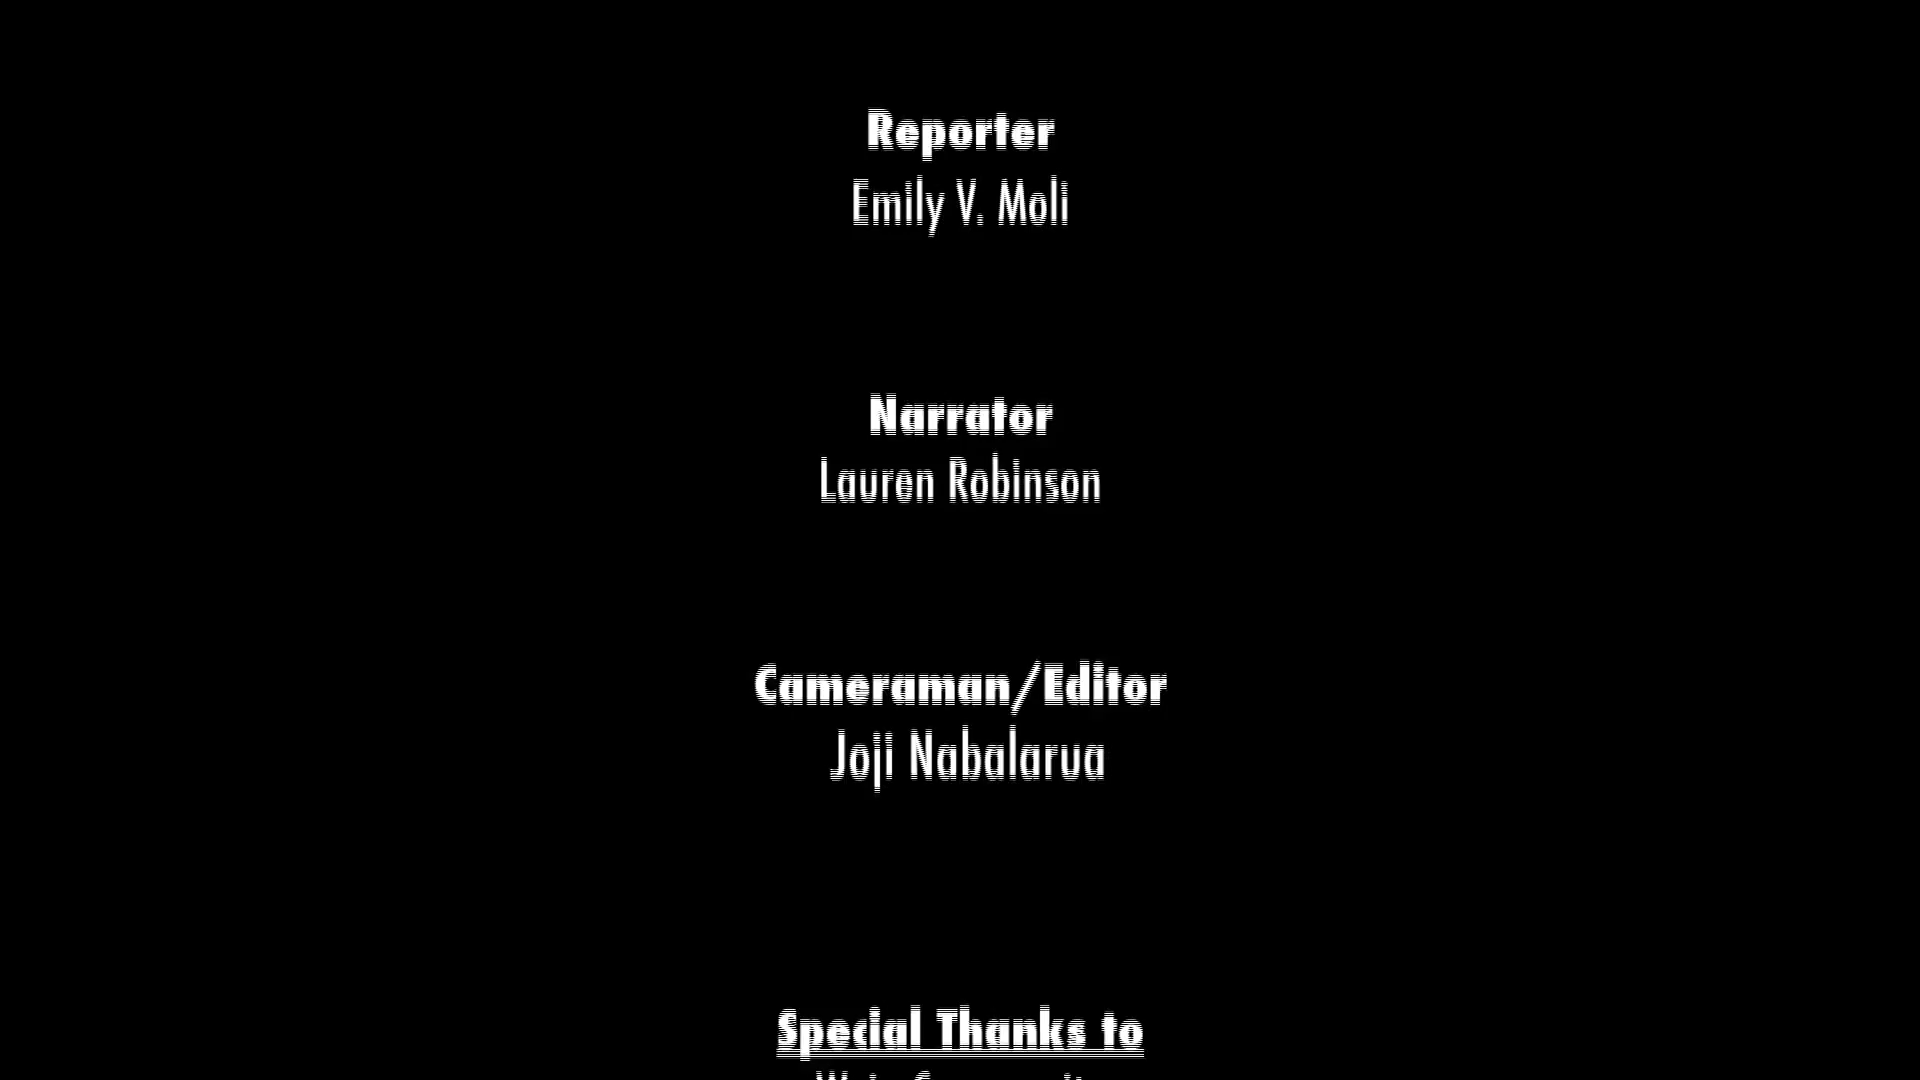 Reporter
Emily V. Moli
Narrator
Lauren Robinson
Cameraman/Editor
Joji Nabalarua
Special Thanks to